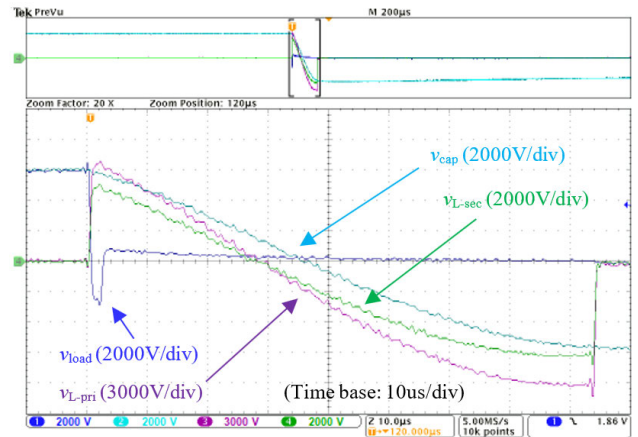 Tek PreVu M 200µs
Zoom Factor: 20 X Zoom Position: 120µs
vcap (2000V/div)
vL-sec (2000V/div)
vload (2000V/div)
vL-pri (3000V/div)
(Time base: 10us/div)
1 2000 V 2 2000 V 3 3000 V 4 2000 V Z 10.0µs 5.00MS/s 1 1.86 V
T→▼120.000µs 10k points